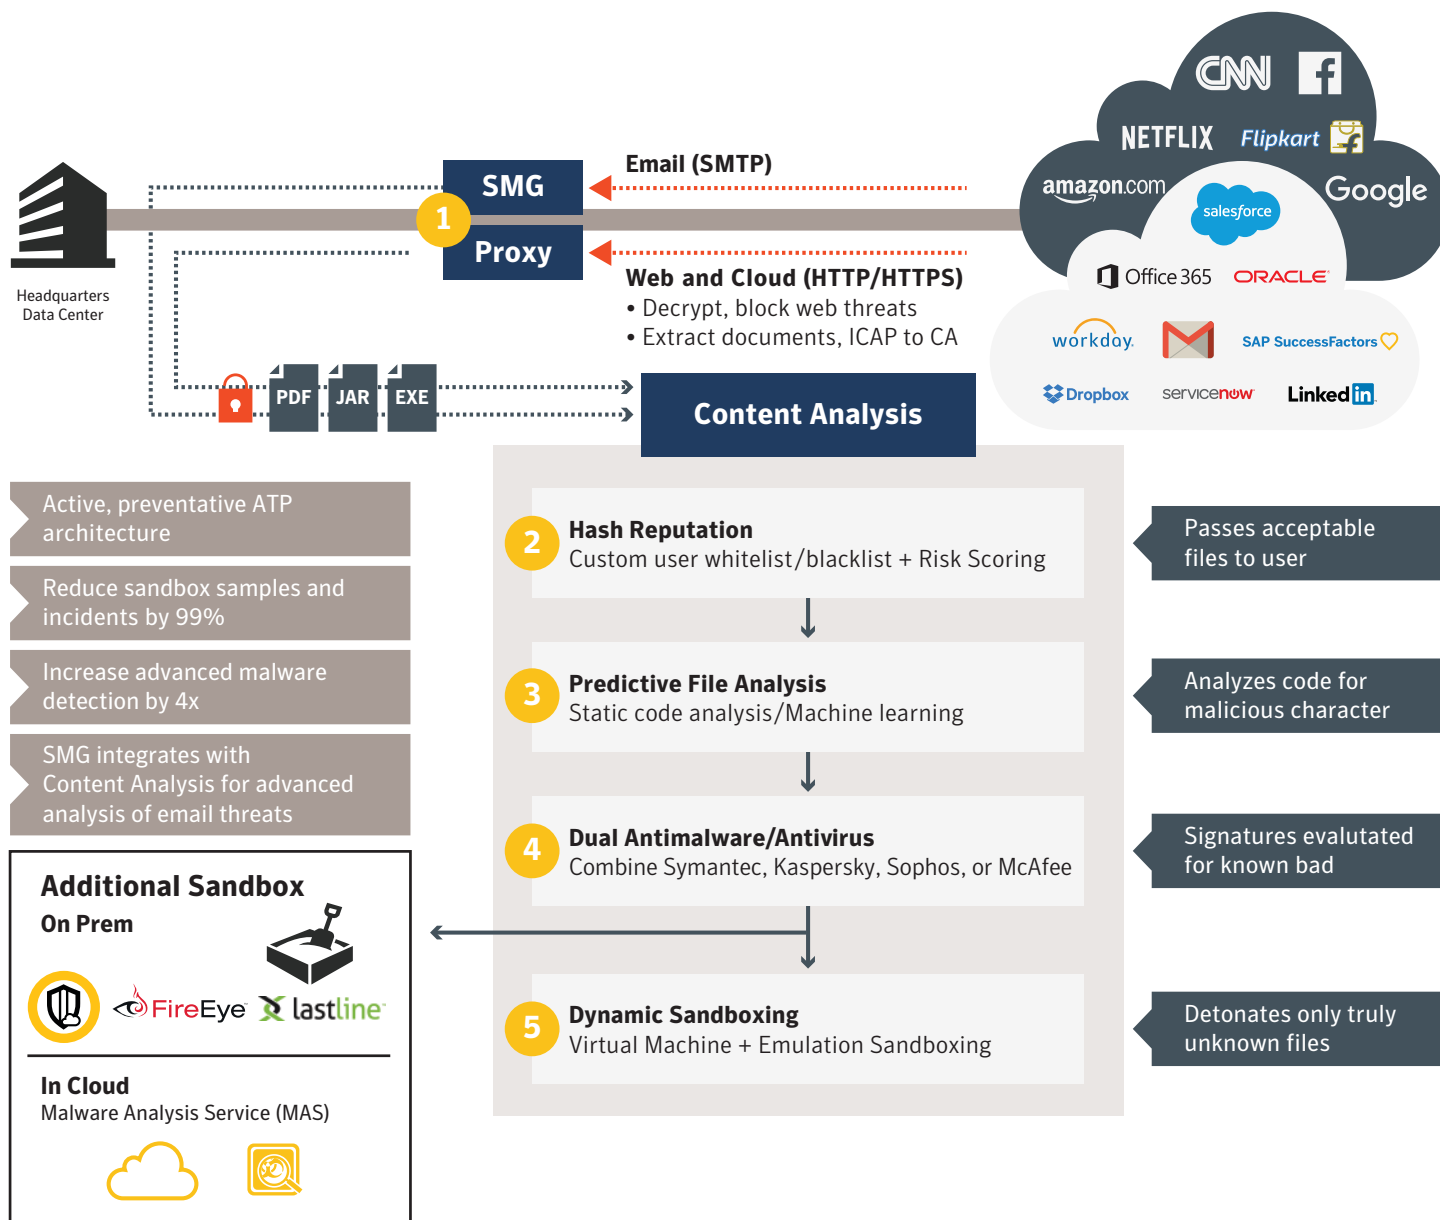 CNN
f
NETFLIX
Flipkart
f
amazon.com
Google
salesforce
Office 365
ORACLE
workday.
SAP SuccessFactors
Dropbox
servicenow
Linked in
Headquarters
Data Center
SMG
1
Proxy
Email (SMTP)
Web and Cloud (HTTP/HTTPS)
• Decrypt, block web threats
• Extract documents, ICAP to CA
PDF
JAR
EXE
Content Analysis
Active, preventative ATP
architecture
Reduce sandbox samples and
incidents by 99%
Increase advanced malware
detection by 4x
SMG integrates with
Content Analysis for advanced
analysis of email threats
2
Hash Reputation
Custom user whitelist/blacklist + Risk Scoring
Passes acceptable
files to user
3
Predictive File Analysis
Static code analysis/Machine learning
Analyzes code for
malicious character
4
Dual Antimalware/Antivirus
Combine Symantec, Kaspersky, Sophos, or McAfee
Signatures evalutated
for known bad
5
Dynamic Sandboxing
Virtual Machine + Emulation Sandboxing
Detonates only truly
unknown files
Additional Sandbox
On Prem
FireEye
lastline
In Cloud
Malware Analysis Service (MAS)